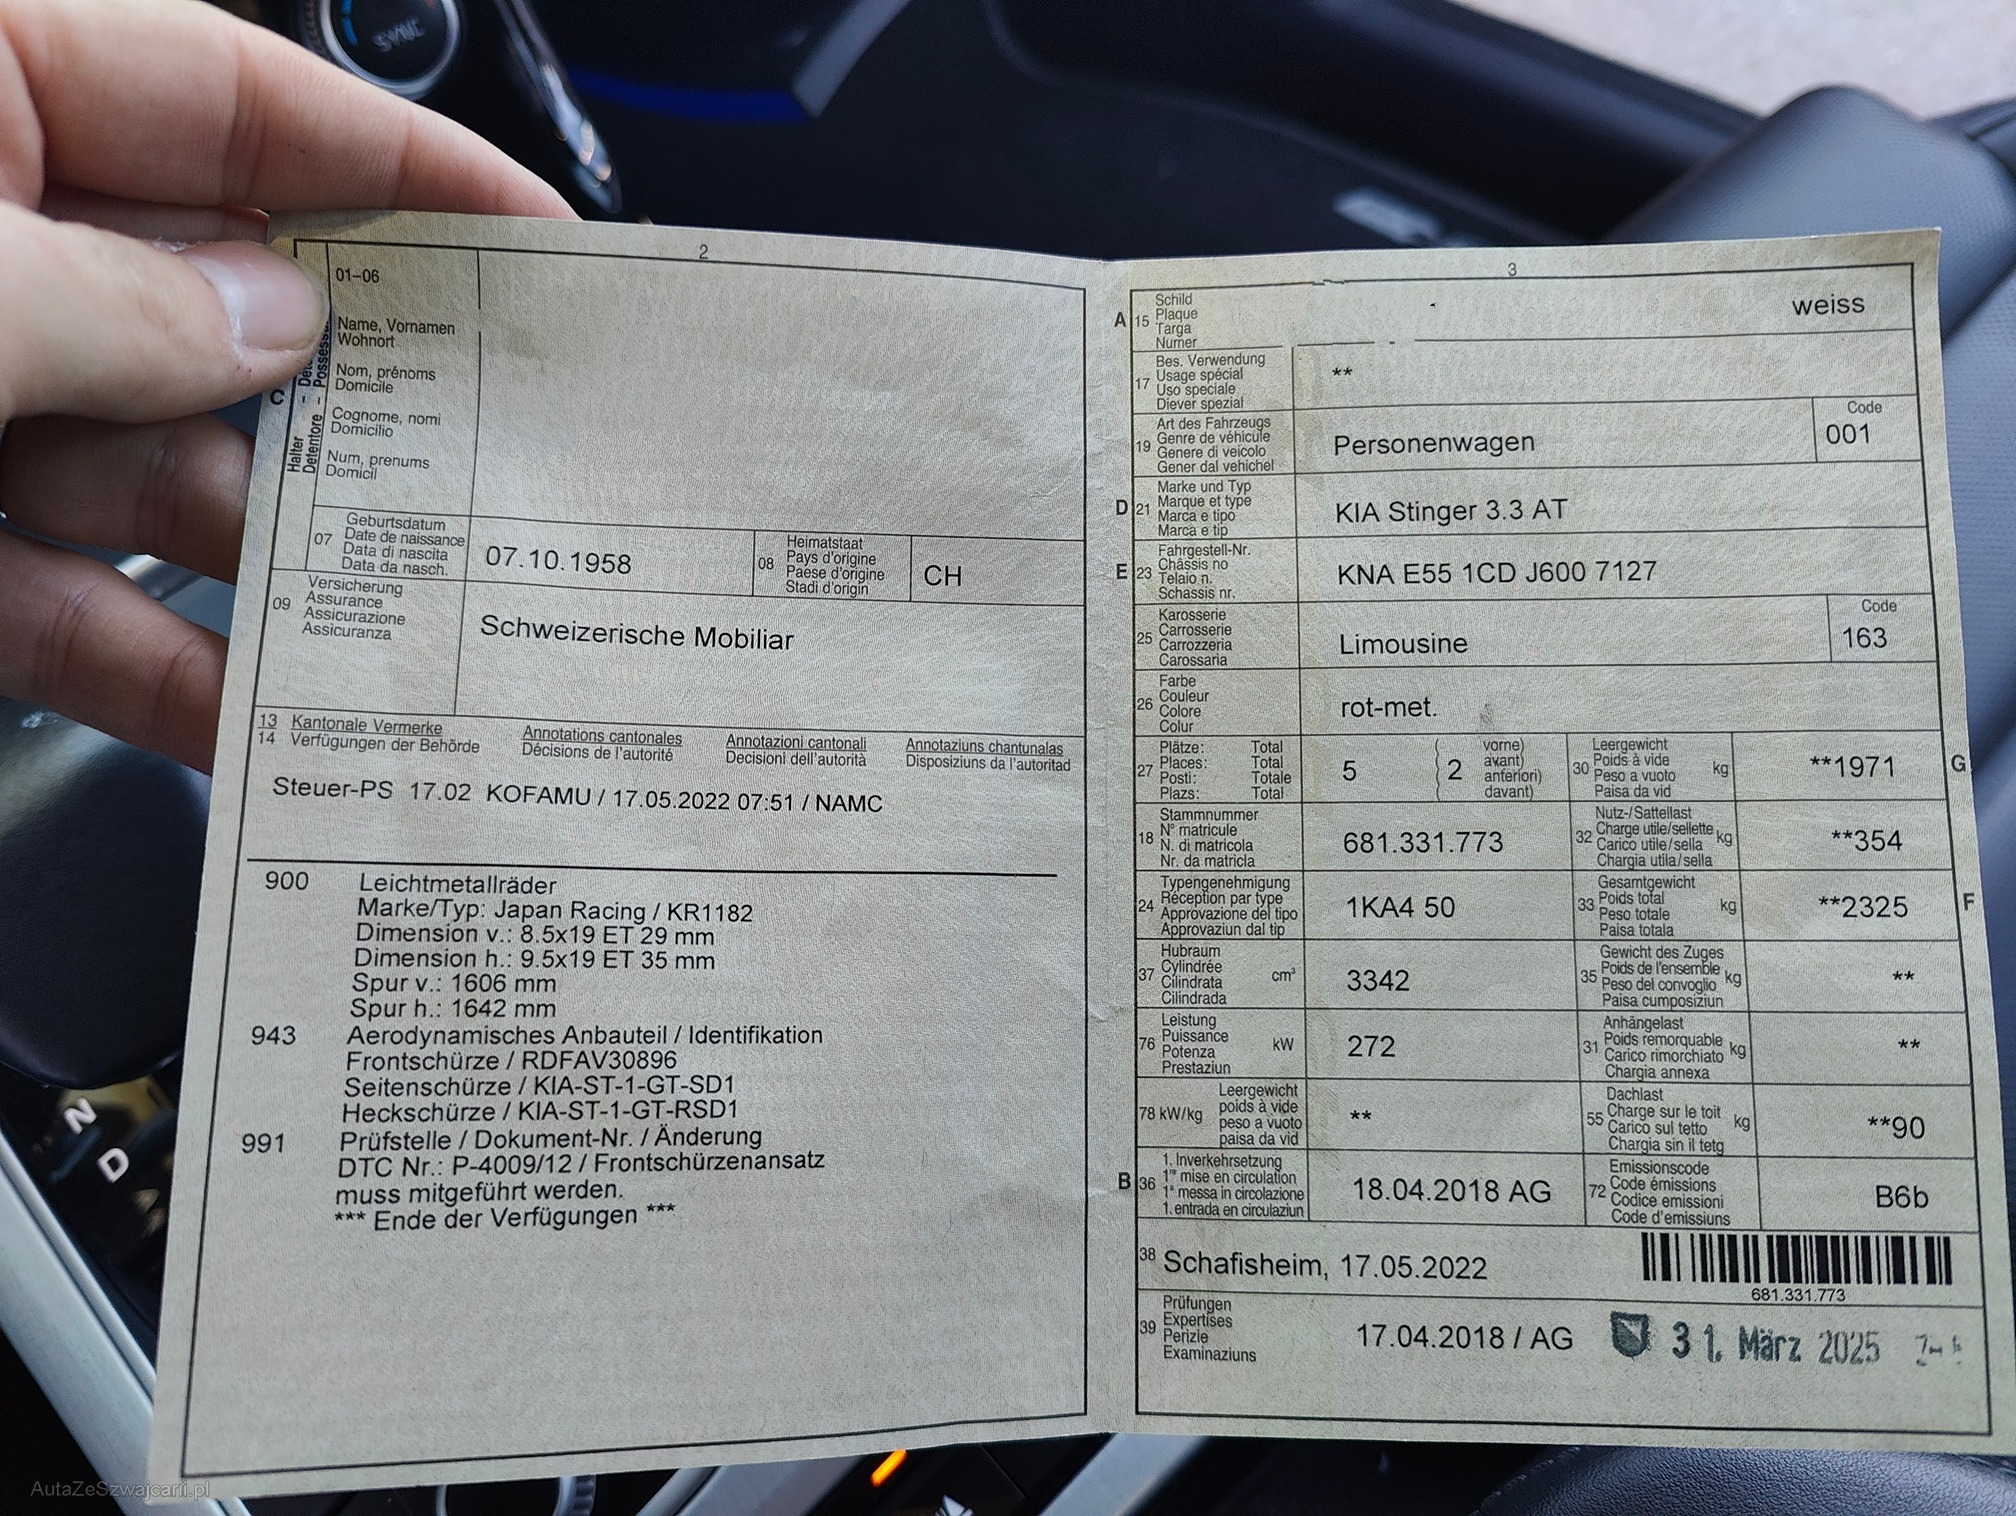 SYNC
2
01–06
Name, Vornamen
Wohnort
Nom, prénoms
Domicile
Cognome, nomi
Domicilio
Num, prenums
Domicil
C
Halter -
Detentore - Possess
07 Geburtsdatum
Date de naissance
Data di nascita
Data da nasch.
07.10.1958
08 Heimatstaat
Pays d'origine
Paese d'origine
Stadi d'origin
CH
09 Versicherung
Assurance
Assicurazione
Assicuranza
Schweizerische Mobiliar
13 Kantonale Vermerke
14 Verfügungen der Behörde
Annotations cantonales
Décisions de l'autorité
Annotazioni cantonali
Decisioni dell'autorità
Annotaziuns chantunalas
Disposiziuns da l'autoritad
Steuer-PS 17.02 KOFAMU / 17.05.2022 07:51 / NAMC
900 Leichtmetallräder
Marke/Typ: Japan Racing / KR1182
Dimension v.: 8.5x19 ET 29 mm
Dimension h.: 9.5x19 ET 35 mm
Spur v.: 1606 mm
Spur h.: 1642 mm
943 Aerodynamisches Anbauteil / Identifikation
Frontschürze / RDFAV30896
Seitenschürze / KIA-ST-1-GT-SD1
Heckschürze / KIA-ST-1-GT-RSD1
991 Prüfstelle / Dokument-Nr. / Änderung
DTC Nr.: P-4009/12 / Frontschürzenansatz
muss mitgeführt werden.
*** Ende der Verfügungen ***
3
A 15 Schild
Plaque
Targa
Numer
weiss
17 Bes. Verwendung
Usage spécial
Uso speciale
Diever spezial
**
19 Art des Fahrzeugs
Genre de véhicule
Genere di veicolo
Gener dal vehichel
Personenwagen
Code
001
D 21 Marke und Typ
Marque et type
Marca e tipo
Marca e tip
KIA Stinger 3.3 AT
E 23 Fahrgestell-Nr.
Châssis no
Telaio n.
Schassis nr.
KNA E55 1CD J600 7127
25 Karosserie
Carrosserie
Carrozzeria
Carossaria
Limousine
Code
163
26 Farbe
Couleur
Colore
Colur
rot-met.
27 Plätze: Total
Places: Total
Posti: Totale
Plazs: Total
5
2
vorne)
avant)
anteriori)
davant)
30 Leergewicht
Poids à vide
Peso a vuoto
Paisa da vid
kg
**1971
G
18 Stammnummer
N° matricule
N. di matricola
Nr. da matricla
681.331.773
32 Nutz-/Sattellast
Charge utile/sellette
Carico utile/sella
Chargia utila/sella
kg
**354
24 Typengenehmigung
Réception par type
Approvazione del tipo
Approvaziun dal tip
1KA4 50
33 Gesamtgewicht
Poids total
Peso totale
Paisa totala
kg
**2325
F
37 Hubraum
Cylindrée
Cilindrata
Cilindrada
cm³
3342
35 Gewicht des Zuges
Poids de l'ensemble
Peso del convoglio
Paisa cumposiziun
kg
**
76 Leistung
Puissance
Potenza
Prestaziun
kW
272
31 Anhängelast
Poids remorquable
Carico rimorchiato
Chargia annexa
kg
**
78 kW/kg Leergewicht
poids à vide
peso a vuoto
paisa da vid
**
55 Dachlast
Charge sur le toit
Carico sul tetto
Chargia sin il tetg
kg
**90
B 36 1. Inverkehrsetzung
1re mise en circulation
1a messa in circolazione
1. entrada en circulaziun
18.04.2018 AG
72 Emissionscode
Code émissions
Codice emissioni
Code d'emissiuns
B6b
38 Schafisheim, 17.05.2022
681.331.773
39 Prüfungen
Expertises
Perizie
Examinaziuns
17.04.2018 / AG
31. März 2025
N
D
AutaZeSzwajcarii.pl